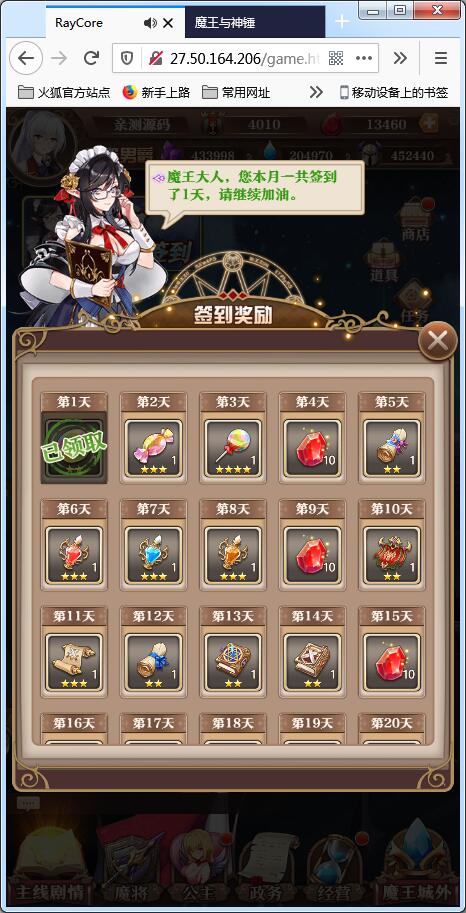 RayCore
魔王与神锤
27.50.164.206/game.h
火狐官方站点
新手上路
常用网址
移动设备上的书签
亲测源码
4010
13460
男爵
433998
204970
452440
魔王大人，您本月一共签到
了1天，请继续加油。
签到
商店
道具
任务
签到奖励
第1天
第2天
第3天
第4天
第5天
已领取
1
1
10
1
第6天
第7天
第8天
第9天
第10天
1
1
1
10
1
第11天
第12天
第13天
第14天
第15天
1
1
1
1
10
第16天
第17天
第18天
第19天
第20天
主线剧情
魔将
公主
政务
经营
魔王城外